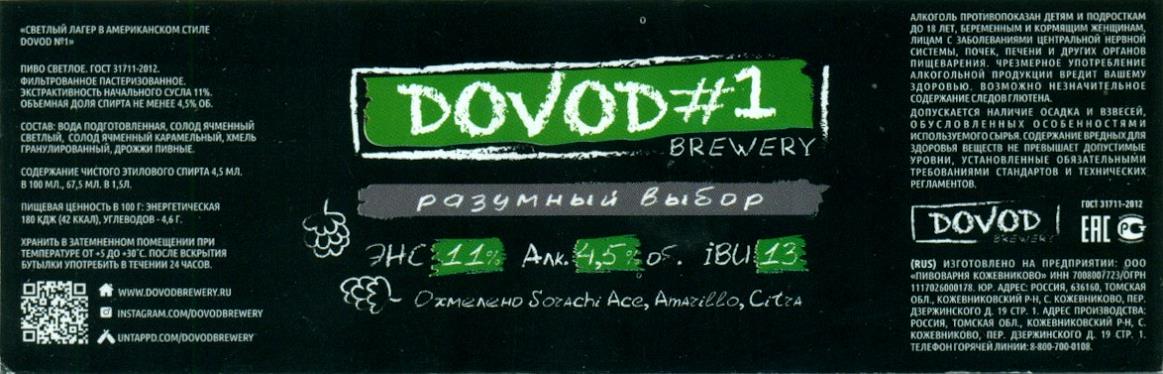 «СВЕТЛЫЙ ЛАГЕР В АМЕРИКАНСКОМ СТИЛЕ
DOVOD №1»
ПИВО СВЕТЛОЕ. ГОСТ 31711-2012.
ФИЛЬТРОВАННОЕ ПАСТЕРИЗОВАННОЕ.
ЭКСТРАКТИВНОСТЬ НАЧАЛЬНОГО СУСЛА 11%.
ОБЪЕМНАЯ ДОЛЯ СПИРТА НЕ МЕНЕЕ 4,5% ОБ.
СОСТАВ: ВОДА ПОДГОТОВЛЕННАЯ, СОЛОД ЯЧМЕННЫЙ
СВЕТЛЫЙ, СОЛОД ЯЧМЕННЫЙ КАРАМЕЛЬНЫЙ, ХМЕЛЬ
ГРАНУЛИРОВАННЫЙ, ДРОЖЖИ ПИВНЫЕ.
СОДЕРЖАНИЕ ЧИСТОГО ЭТИЛОВОГО СПИРТА 4,5 МЛ.
В 100 МЛ., 67,5 МЛ. В 1,5Л.
ПИЩЕВАЯ ЦЕННОСТЬ В 100 Г: ЭНЕРГЕТИЧЕСКАЯ
180 КДЖ (42 ККАЛ), УГЛЕВОДОВ - 4,6 Г.
ХРАНИТЬ В ЗАТЕМНЕННОМ ПОМЕЩЕНИИ ПРИ
ТЕМПЕРАТУРЕ ОТ +5 ДО +30°С. ПОСЛЕ ВСКРЫТИЯ
БУТЫЛКИ УПОТРЕБИТЬ В ТЕЧЕНИИ 24 ЧАСОВ.
WWW.DOVODBREWERY.RU
INSTAGRAM.COM/DOVODBREWERY
UNTAPPD.COM/DOVODBREWERY
DOVOD#1
BREWERY
разумный выбор
ЭНС 11% Алк. 4,5% об. iBU 13
Охмелено Sorachi Ace, Amarillo, Citra
АЛКОГОЛЬ ПРОТИВОПОКАЗАН ДЕТЯМ И ПОДРОСТКАМ
ДО 18 ЛЕТ, БЕРЕМЕННЫМ И КОРМЯЩИМ ЖЕНЩИНАМ,
ЛИЦАМ С ЗАБОЛЕВАНИЯМИ ЦЕНТРАЛЬНОЙ НЕРВНОЙ
СИСТЕМЫ, ПОЧЕК, ПЕЧЕНИ И ДРУГИХ ОРГАНОВ
ПИЩЕВАРЕНИЯ. ЧРЕЗМЕРНОЕ УПОТРЕБЛЕНИЕ
АЛКОГОЛЬНОЙ ПРОДУКЦИИ ВРЕДИТ ВАШЕМУ
ЗДОРОВЬЮ. ВОЗМОЖНО НЕЗНАЧИТЕЛЬНОЕ
СОДЕРЖАНИЕ СЛЕДОВ ГЛЮТЕНА.
ДОПУСКАЕТСЯ НАЛИЧИЕ ОСАДКА И ВЗВЕСЕЙ,
ОБУСЛОВЛЕННЫХ ОСОБЕННОСТЯМИ
ИСПОЛЬЗУЕМОГО СЫРЬЯ. СОДЕРЖАНИЕ ВРЕДНЫХ ДЛЯ
ЗДОРОВЬЯ ВЕЩЕСТВ НЕ ПРЕВЫШАЕТ ДОПУСТИМЫЕ
УРОВНИ, УСТАНОВЛЕННЫЕ ОБЯЗАТЕЛЬНЫМИ
ТРЕБОВАНИЯМИ СТАНДАРТОВ И ТЕХНИЧЕСКИХ
РЕГЛАМЕНТОВ.
DOVOD
BREWERY
ГОСТ 31711-2012
ЕАС РС
(RUS) ИЗГОТОВЛЕНО НА ПРЕДПРИЯТИИ: ООО
«ПИВОВАРНЯ КОЖЕВНИКОВО» ИНН 7008007723/ОГРН
1117026000178. ЮР. АДРЕС: РОССИЯ, 636160, ТОМСКАЯ
ОБЛ., КОЖЕВНИКОВСКИЙ Р-Н, С. КОЖЕВНИКОВО, ПЕР.
ДЗЕРЖИНСКОГО Д. 19 СТР. 1. АДРЕС ПРОИЗВОДСТВА:
РОССИЯ, ТОМСКАЯ ОБЛ., КОЖЕВНИКОВСКИЙ Р-Н, С.
КОЖЕВНИКОВО, ПЕР. ДЗЕРЖИНСКОГО Д. 19 СТР. 1.
ТЕЛЕФОН ГОРЯЧЕЙ ЛИНИИ: 8-800-700-0108.